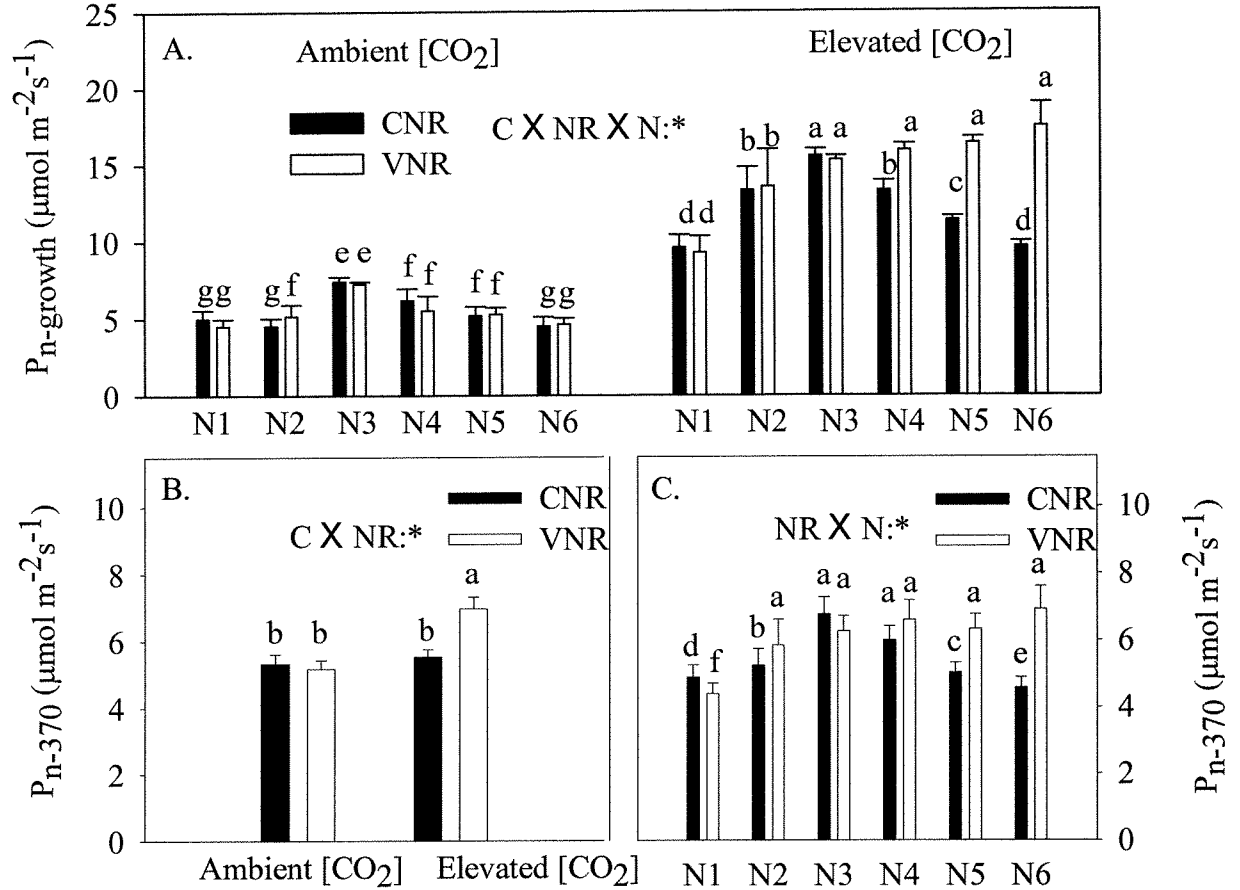 A.
Ambient [CO2]
Elevated [CO2]
CNR
VNR
C X NR X N:*
Pn-growth (μmol m-2s-1)
25
20
15
10
5
0
g g g f e e f f f f g g
d d b b a a b a c a d a
N1 N2 N3 N4 N5 N6 N1 N2 N3 N4 N5 N6
B.
CNR
VNR
C X NR:*
Pn-370 (μmol m-2s-1)
10
8
6
4
2
0
b b b a
Ambient [CO2] Elevated [CO2]
C.
CNR
VNR
NR X N:*
d f b a a a a a c a e a
10
8
6
4
2
0
Pn-370 (μmol m-2s-1)
N1 N2 N3 N4 N5 N6